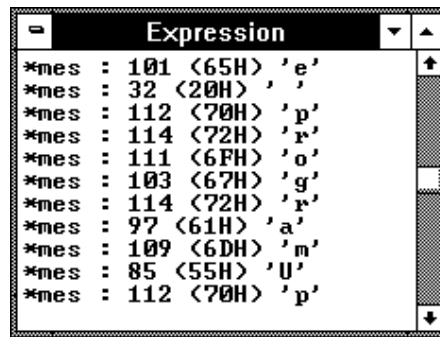 Expression
*mes : 101 (65H) 'e'
*mes : 32 (20H) ' '
*mes : 112 (70H) 'p'
*mes : 114 (72H) 'r'
*mes : 111 (6FH) 'o'
*mes : 103 (67H) 'g'
*mes : 114 (72H) 'r'
*mes : 97 (61H) 'a'
*mes : 109 (6DH) 'm'
*mes : 85 (55H) 'U'
*mes : 112 (70H) 'p'